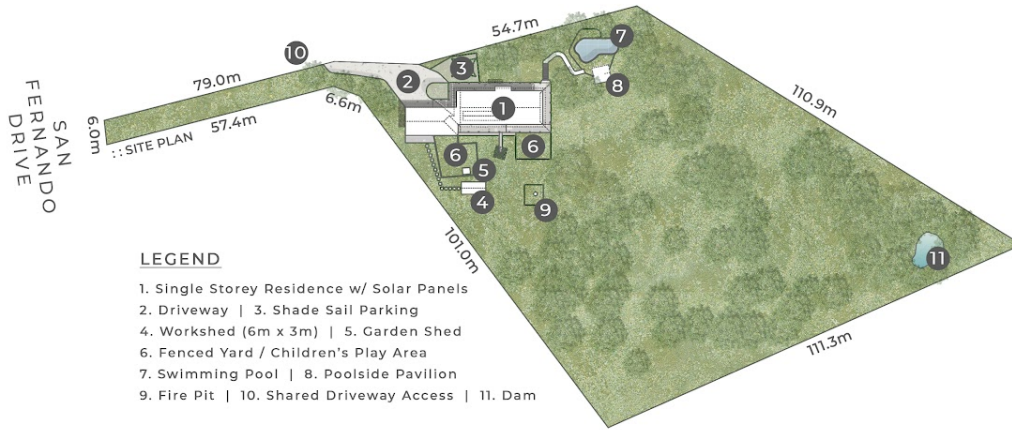 54.7m
7
10
3
8
2
79.0m
110.9m
1
6.6m
SAN
FERNANDO
DRIVE
6.0m
57.4m
:: SITE PLAN
6
6
5
4
9
101.0m
11
111.3m
LEGEND
1. Single Storey Residence w/ Solar Panels
2. Driveway | 3. Shade Sail Parking
4. Workshed (6m x 3m) | 5. Garden Shed
6. Fenced Yard / Children's Play Area
7. Swimming Pool | 8. Poolside Pavilion
9. Fire Pit | 10. Shared Driveway Access | 11. Dam